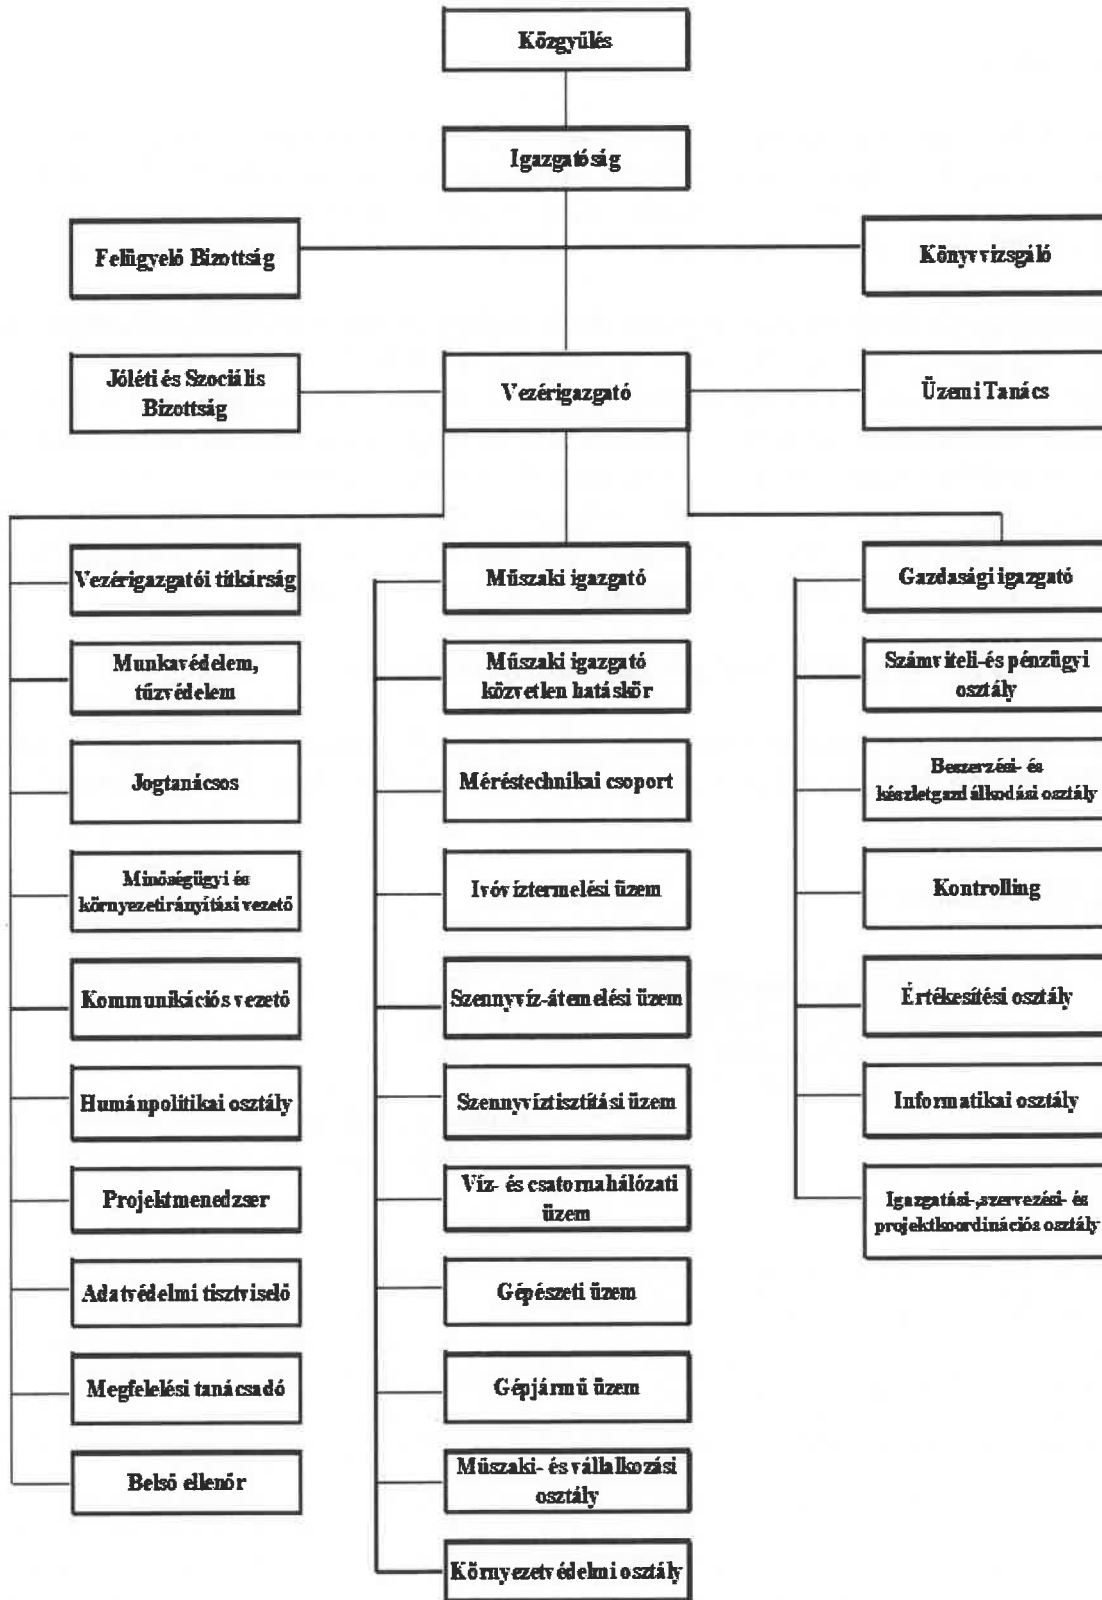 Közgyűlés
Igazgatóság
Felügyelő Bizottság
Könyvvizsgáló
Jóléti és Szociális
Bizottság
Vezérigazgató
Üzemi Tanács
Vezérigazgatói titkárság
Munkavédelem,
tűzvédelem
Jogtanácsos
Minőségügyi és
környezetirányítási vezető
Kommunikációs vezető
Humánpolitikai osztály
Projektmenedzser
Adatvédelmi tisztviselő
Megfelelési tanácsadó
Belső ellenőr
Műszaki igazgató
Műszaki igazgató
közvetlen hatáskör
Méréstechnikai csoport
Ivóvíztermelési üzem
Szennyvíz-átemelési üzem
Szennyvíztisztítási üzem
Víz- és csatornahálózati
üzem
Gépészeti üzem
Gépjármű üzem
Műszaki- és vállalkozási
osztály
Környezetvédelmi osztály
Gazdasági igazgató
Számviteli-és pénzügyi
osztály
Beszerzési- és
készletgazdálkodási osztály
Kontrolling
Értékesítési osztály
Informatikai osztály
Igazgatási-,szervezési- és
projektkoordinációs osztály